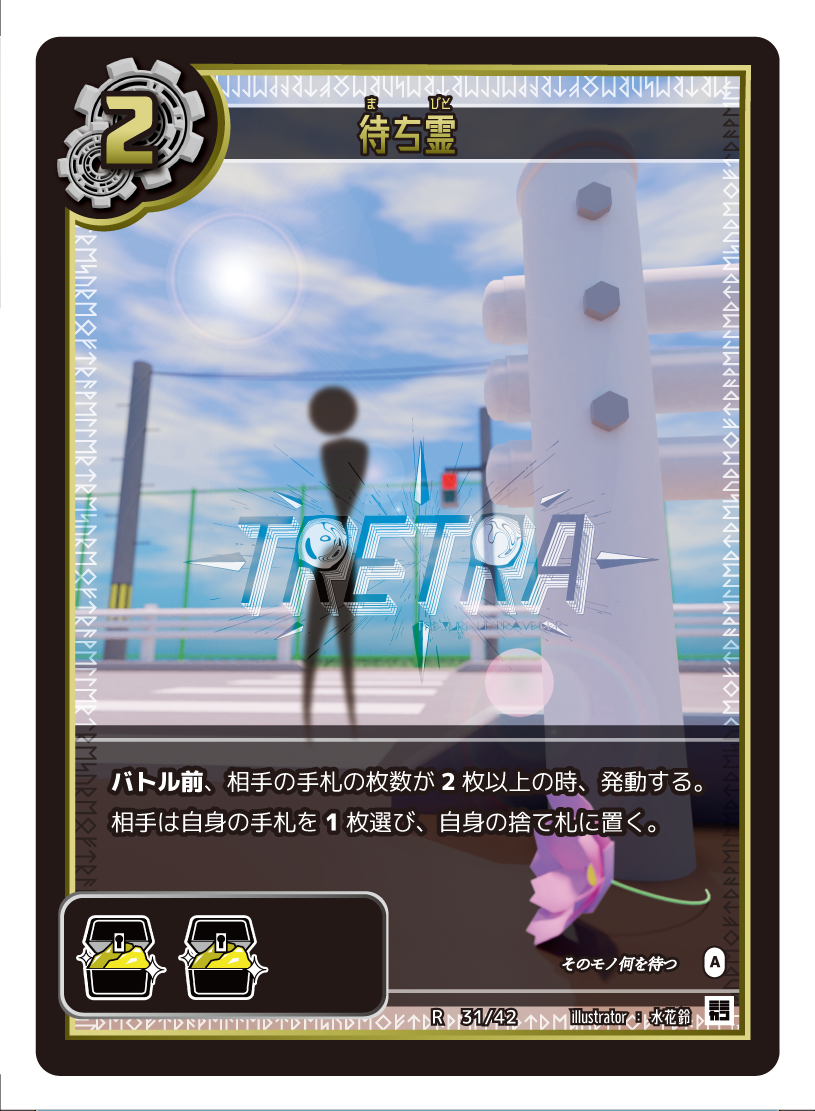 2
ま びと
待ち霊
TRETRA
バトル前、相手の手札の枚数が2枚以上の時、発動する。
相手は自身の手札を1枚選び、自身の捨て札に置く。
そのモノ何を待つ A
R 31/42 illustrator : 水花鈴